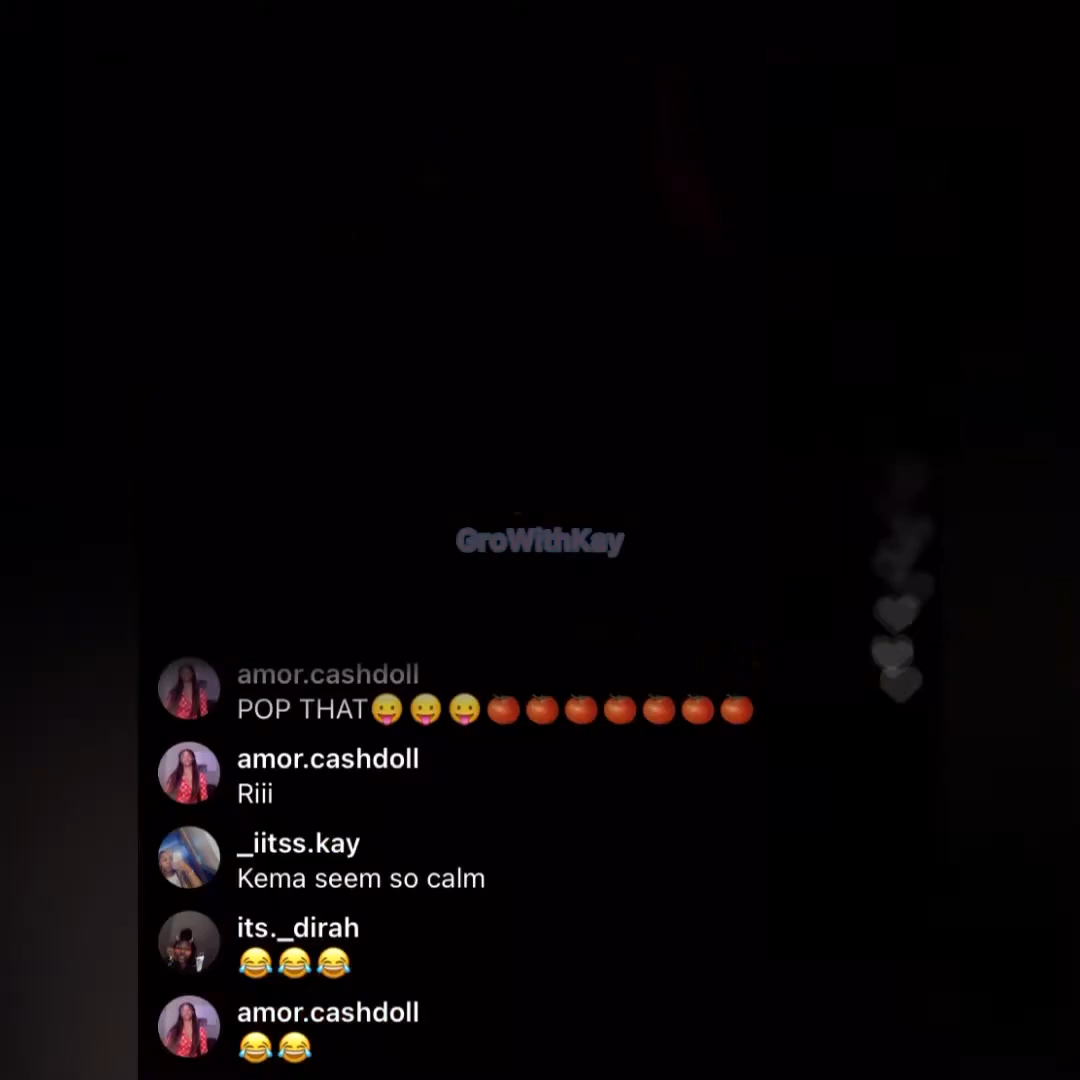 GroWithKay
amor.cashdoll
POP THAT😛😛😛🍅🍅🍅🍅🍅🍅🍅
amor.cashdoll
Riii
_iitss.kay
Kema seem so calm
its._dirah
😂😂😂
amor.cashdoll
😂😂